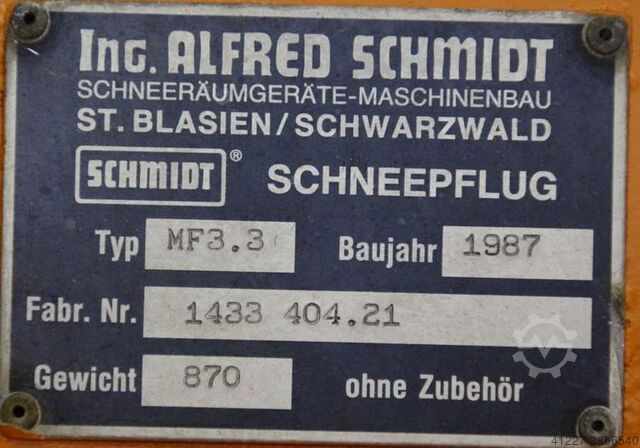 Ing. ALFRED SCHMIDT
SCHNEERÄUMGERÄTE-MASCHINENBAU
ST. BLASIEN/SCHWARZWALD
SCHMIDT® SCHNEEPFLUG
Typ MF3.3 Baujahr 1987
Fabr. Nr. 1433 404.21
Gewicht 870 ohne Zubehör